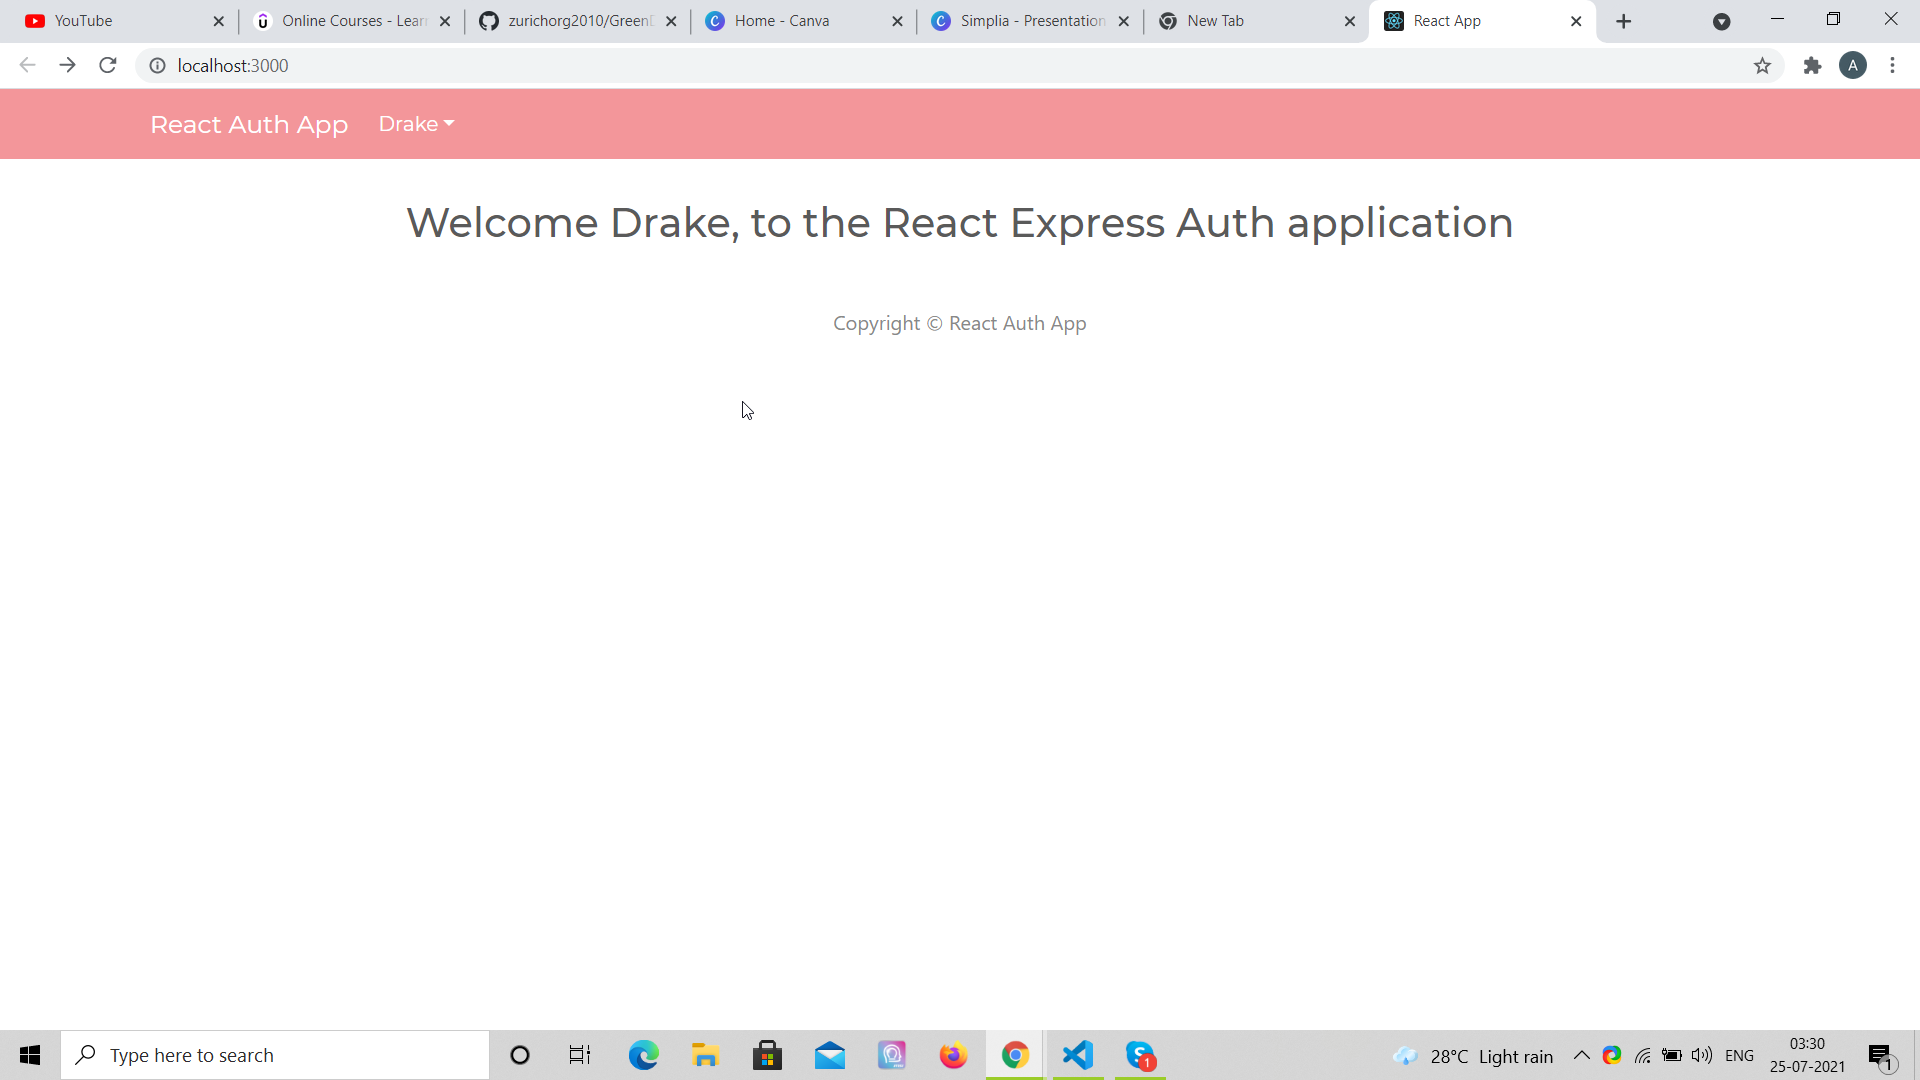 YouTube
Online Courses - Lear
zurichorg2010/GreenD
Home - Canva
Simplia - Presentation
New Tab
React App
localhost:3000
A
React Auth App
Drake
Welcome Drake, to the React Express Auth application
Copyright © React Auth App
Type here to search
1
28°C Light rain
ENG
03:30
25-07-2021
1